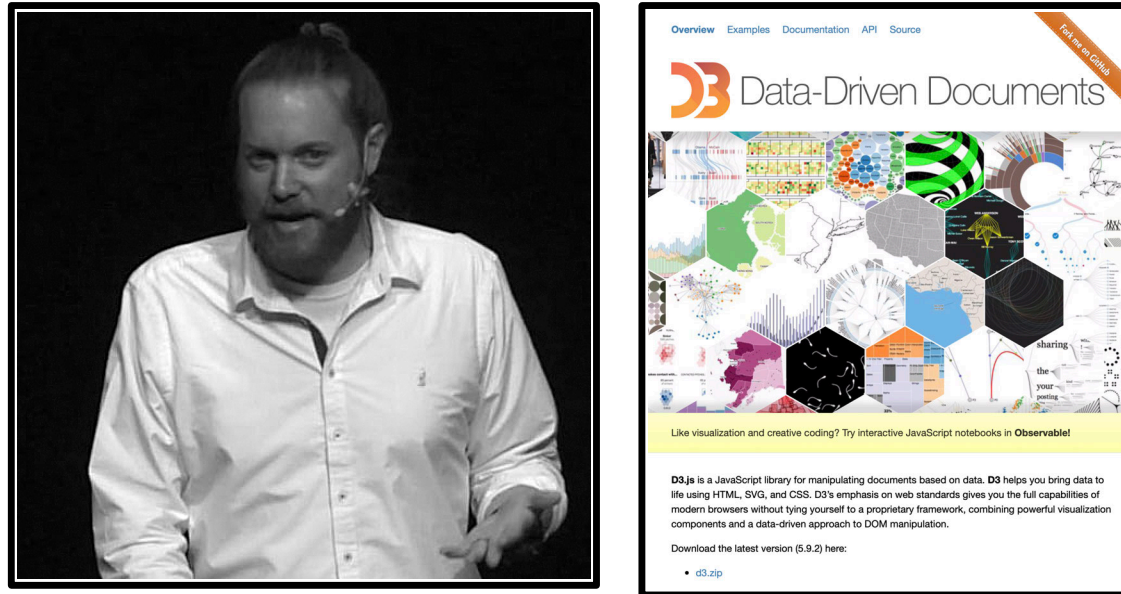 Overview Examples Documentation API Source
Fork me on GitHub
D3 Data-Driven Documents
sharing
the
your
posting
Like visualization and creative coding? Try interactive JavaScript notebooks in Observable!
D3.js is a JavaScript library for manipulating documents based on data. D3 helps you bring data to
life using HTML, SVG, and CSS. D3's emphasis on web standards gives you the full capabilities of
modern browsers without tying yourself to a proprietary framework, combining powerful visualization
components and a data-driven approach to DOM manipulation.
Download the latest version (5.9.2) here:
• d3.zip